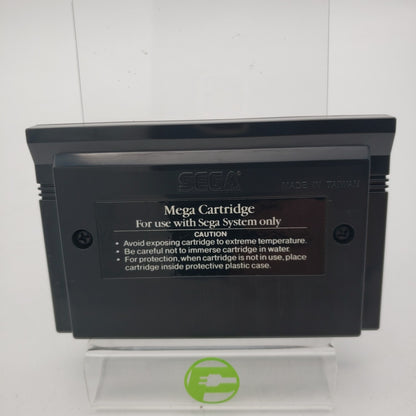 SEGA
MADE IN TAIWAN
Mega Cartridge
For use with Sega System only
CAUTION
• Avoid exposing cartridge to extreme temperature.
• Be careful not to immerse cartridge in water.
• For protection, when cartridge is not in use, place
cartridge inside protective plastic case.